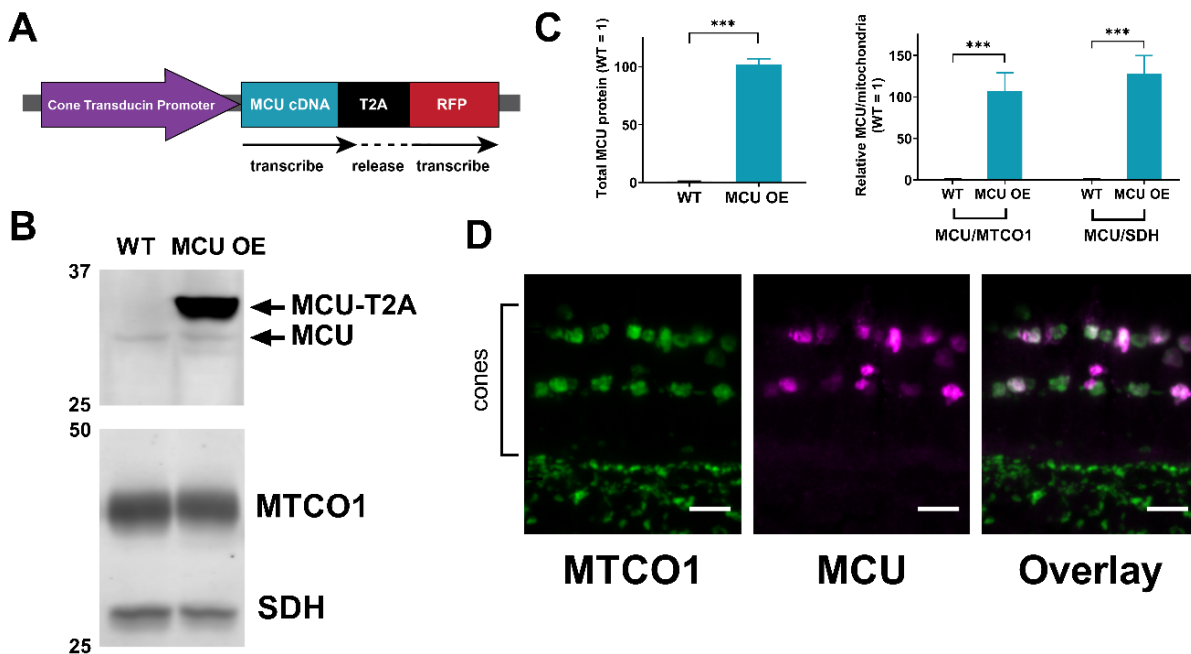 A
Cone Transducin Promoter
MCU cDNA
T2A
RFP
transcribe
release
transcribe
B
WT
MCU OE
37
MCU-T2A
MCU
25
50
MTCO1
SDH
25
C
Total MCU protein (WT = 1)
100
50
0
***
WT
MCU OE
Relative MCU/mitochondria
(WT = 1)
150
100
50
0
***
***
WT
MCU OE
WT
MCU OE
MCU/MTCO1
MCU/SDH
D
cones
MTCO1
MCU
Overlay